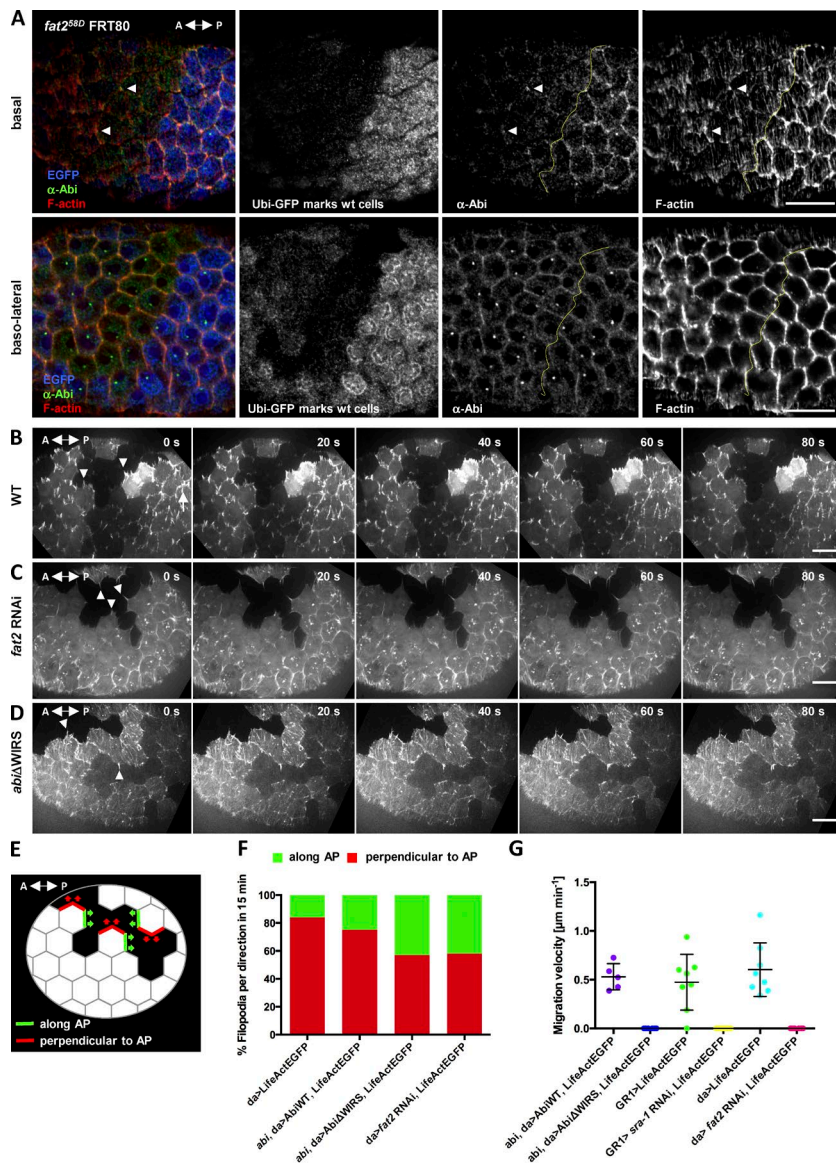 A
fat2⁵⁸ᴰ FRT80
A P
basal
EGFP
α-Abi
F-actin
Ubi-GFP marks wt cells
α-Abi
F-actin
baso-lateral
EGFP
α-Abi
F-actin
Ubi-GFP marks wt cells
α-Abi
F-actin
B
WT
A P
0 s
20 s
40 s
60 s
80 s
C
fat2 RNAi
A P
0 s
20 s
40 s
60 s
80 s
D
abiΔWIRS
A P
0 s
20 s
40 s
60 s
80 s
E
A P
along AP
perpendicular to AP
F
along AP
perpendicular to AP
% Filopodia per direction in 15 min
100
80
60
40
20
0
da>LifeActEGFP
abi, da>AbiWT, LifeActEGFP
abi, da>AbiΔWIRS, LifeActEGFP
da>fat2 RNAi, LifeActEGFP
G
Migration velocity [µm min⁻¹]
1.5
1.0
0.5
0.0
abi, da>AbiWT, LifeActEGFP
abi, da>AbiΔWIRS, LifeActEGFP
GR1>LifeActEGFP
GR1> sra-1 RNAi, LifeActEGFP
da>LifeActEGFP
da> fat2 RNAi, LifeActEGFP